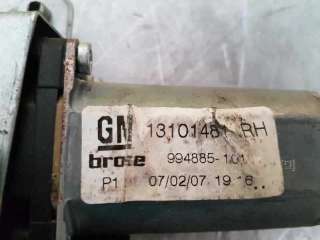 GM 13101481 RH
brose 994885-101
P1 07/02/07 19 16